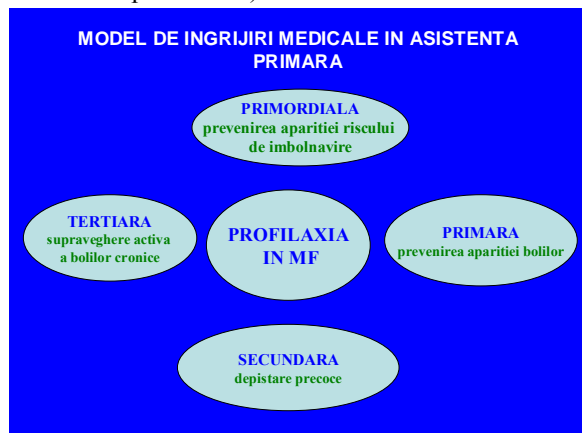 MODEL DE INGRIJIRI MEDICALE IN ASISTENTA
PRIMARA
PRIMORDIALA
prevenirea aparitiei riscului
de imbolnavire
TERTIARA
supraveghere activa
a bolilor cronice
PROFILAXIA
IN MF
PRIMARA
prevenirea aparitiei bolilor
SECUNDARA
depistare precoce